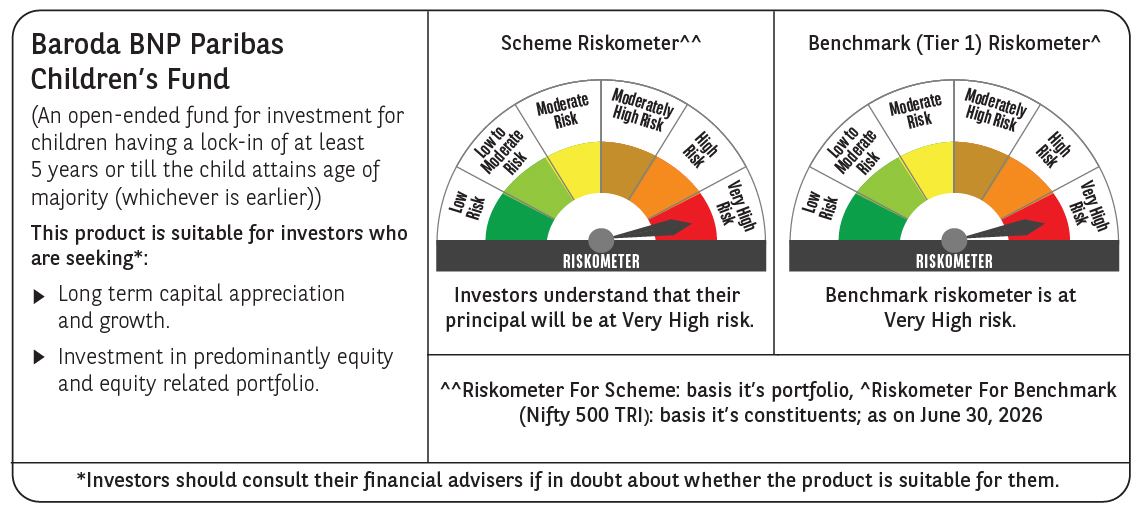 Baroda BNP Paribas
Children's Fund
(An open-ended fund for investment for
children having a lock-in of at least
5 years or till the child attains age of
majority (whichever is earlier))
This product is suitable for investors who
are seeking*:
Long term capital appreciation
and growth.
Investment in predominantly equity
and equity related portfolio.
Scheme Riskometer^^
Low
Risk
Low to
Moderate
Risk
Moderate
Risk
Moderately
High Risk
High
Risk
Very High
Risk
RISKOMETER
Investors understand that their
principal will be at Very High risk.
Benchmark (Tier 1) Riskometer^
Low
Risk
Low to
Moderate
Risk
Moderate
Risk
Moderately
High Risk
High
Risk
Very High
Risk
RISKOMETER
Benchmark riskometer is at
Very High risk.
^^Riskometer For Scheme: basis it's portfolio, ^Riskometer For Benchmark
(Nifty 500 TRI): basis it's constituents; as on June 30, 2026
*Investors should consult their financial advisers if in doubt about whether the product is suitable for them.